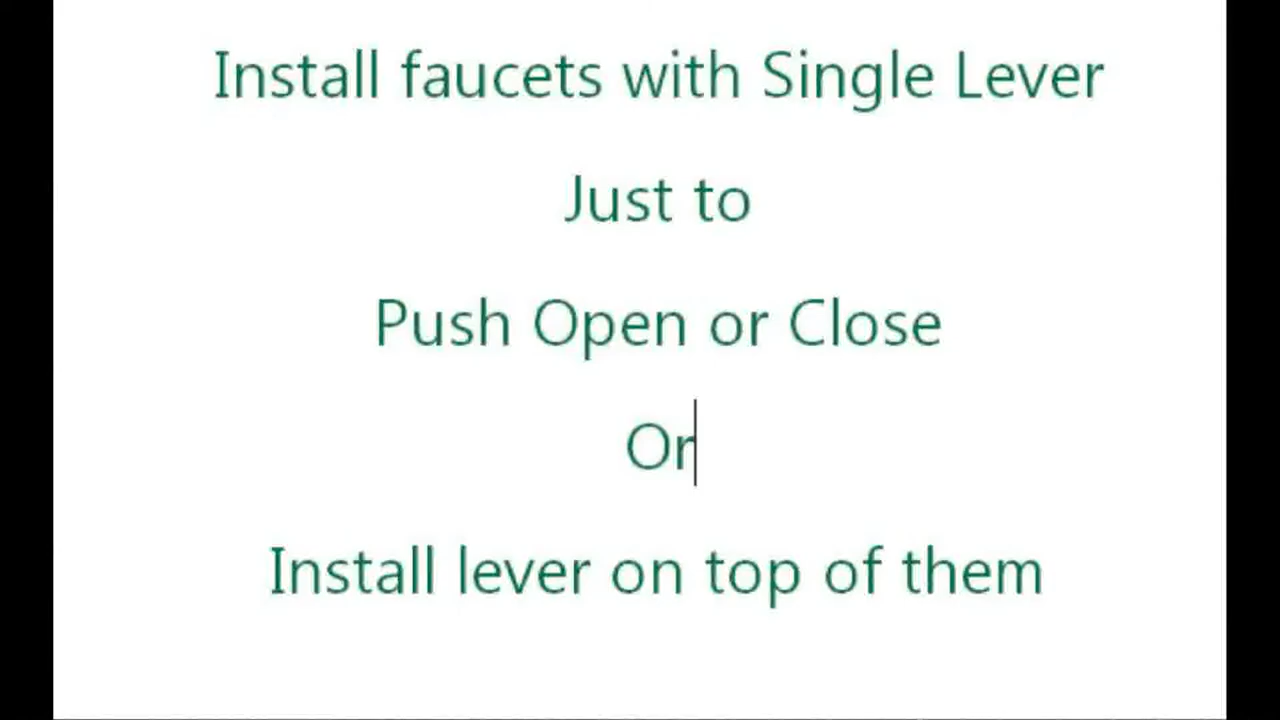 Install faucets with Single Lever
Just to
Push Open or Close
Or
Install lever on top of them